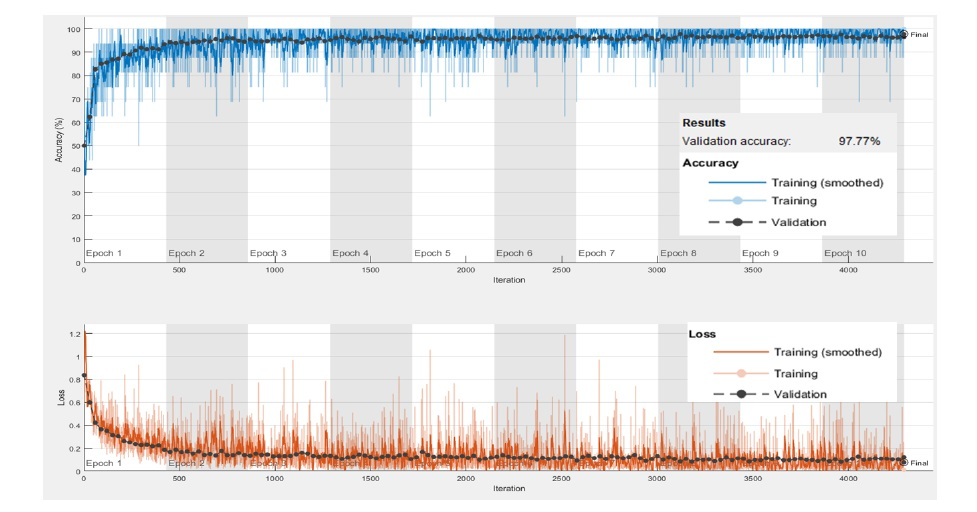 100
90
80
70
60
50
40
30
20
10
0
Accuracy (%)
Final
Results
Validation accuracy: 97.77%
Accuracy
Training (smoothed)
Training
Validation
Epoch 1 Epoch 2 Epoch 3 Epoch 4 Epoch 5 Epoch 6 Epoch 7 Epoch 8 Epoch 9 Epoch 10
0 500 1000 1500 2000 2500 3000 3500 4000
Iteration
1.2
1
0.8
0.6
0.4
0.2
0
Loss
Loss
Training (smoothed)
Training
Validation
Epoch 1 Epoch 2
Final
0 500 1000 1500 2000 2500 3000 3500 4000
Iteration